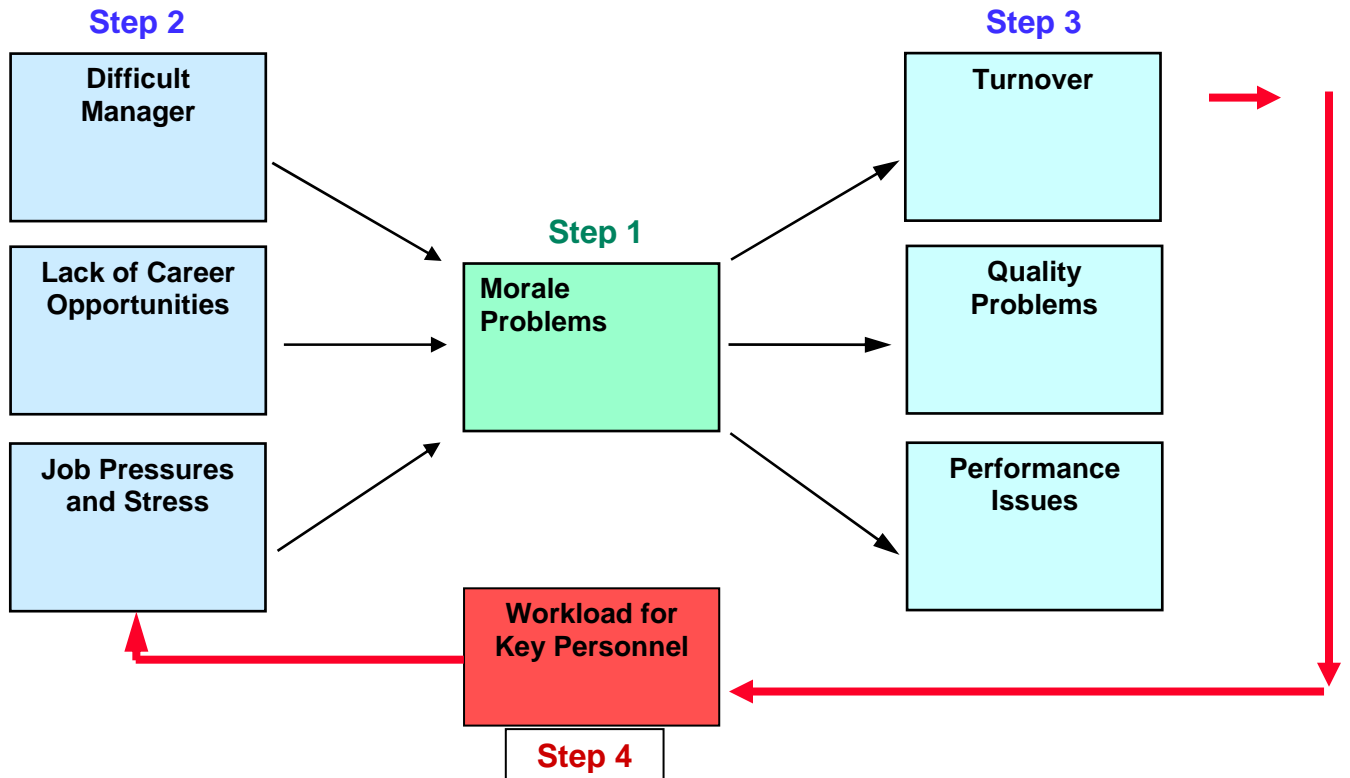 Step 2
Difficult
Manager
Lack of Career
Opportunities
Job Pressures
and Stress
Step 1
Morale
Problems
Step 3
Turnover
Quality
Problems
Performance
Issues
Workload for
Key Personnel
Step 4